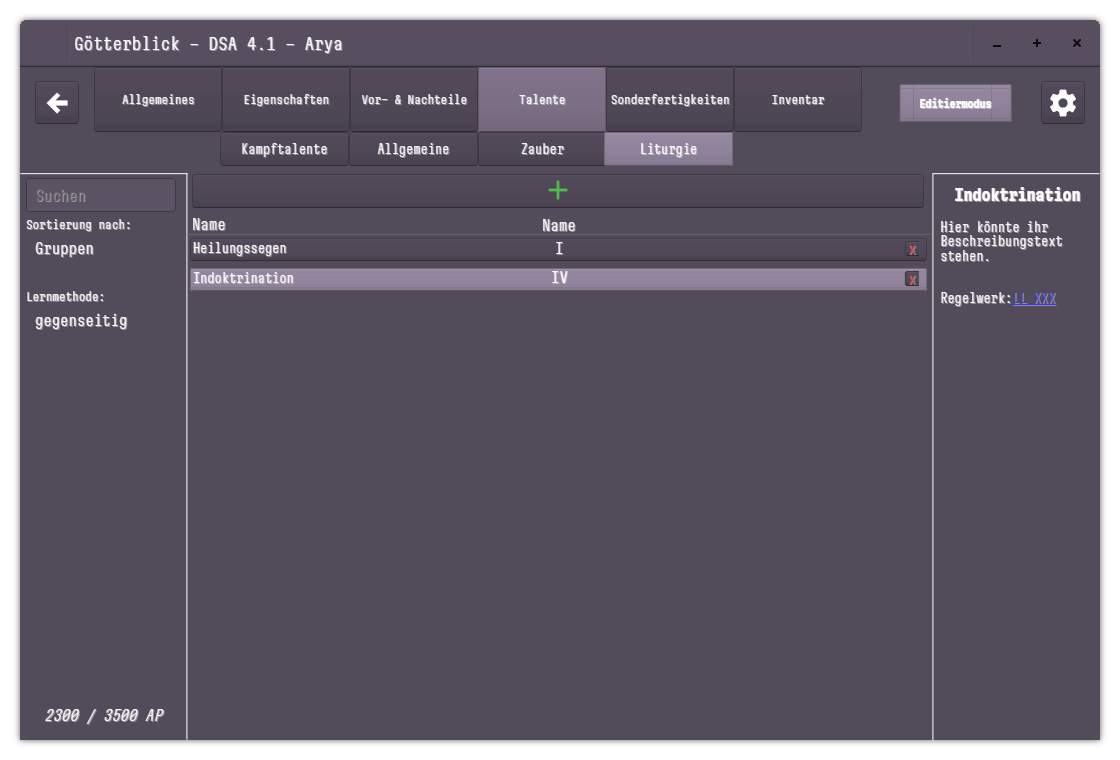 Götterblick - DSA 4.1 - Arya
Allgemeines Eigenschaften Vor- & Nachteile Talente Sonderfertigkeiten Inventar Editiermodus
Kampftalente Allgemeine Zauber Liturgie
Suchen
Sortierung nach:
Gruppen
Lernmethode:
gegenseitig
2300 / 3500 AP
Name Name
Heilungssegen I X
Indoktrination IV X
Indoktrination
Hier könnte ihr
Beschreibungstext
stehen.
Regelwerk: LL XXX